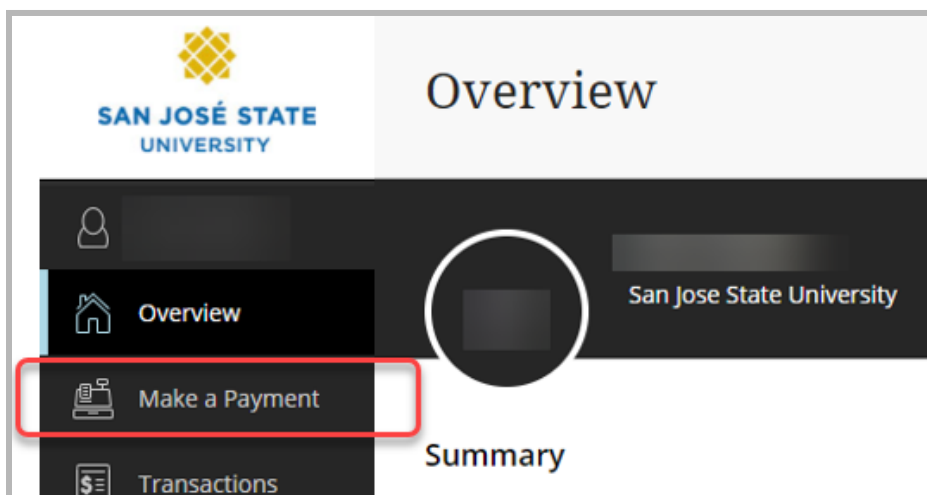 SAN JOSÉ STATE
UNIVERSITY
Overview
San Jose State University
Overview
Make a Payment
Transactions
Summary